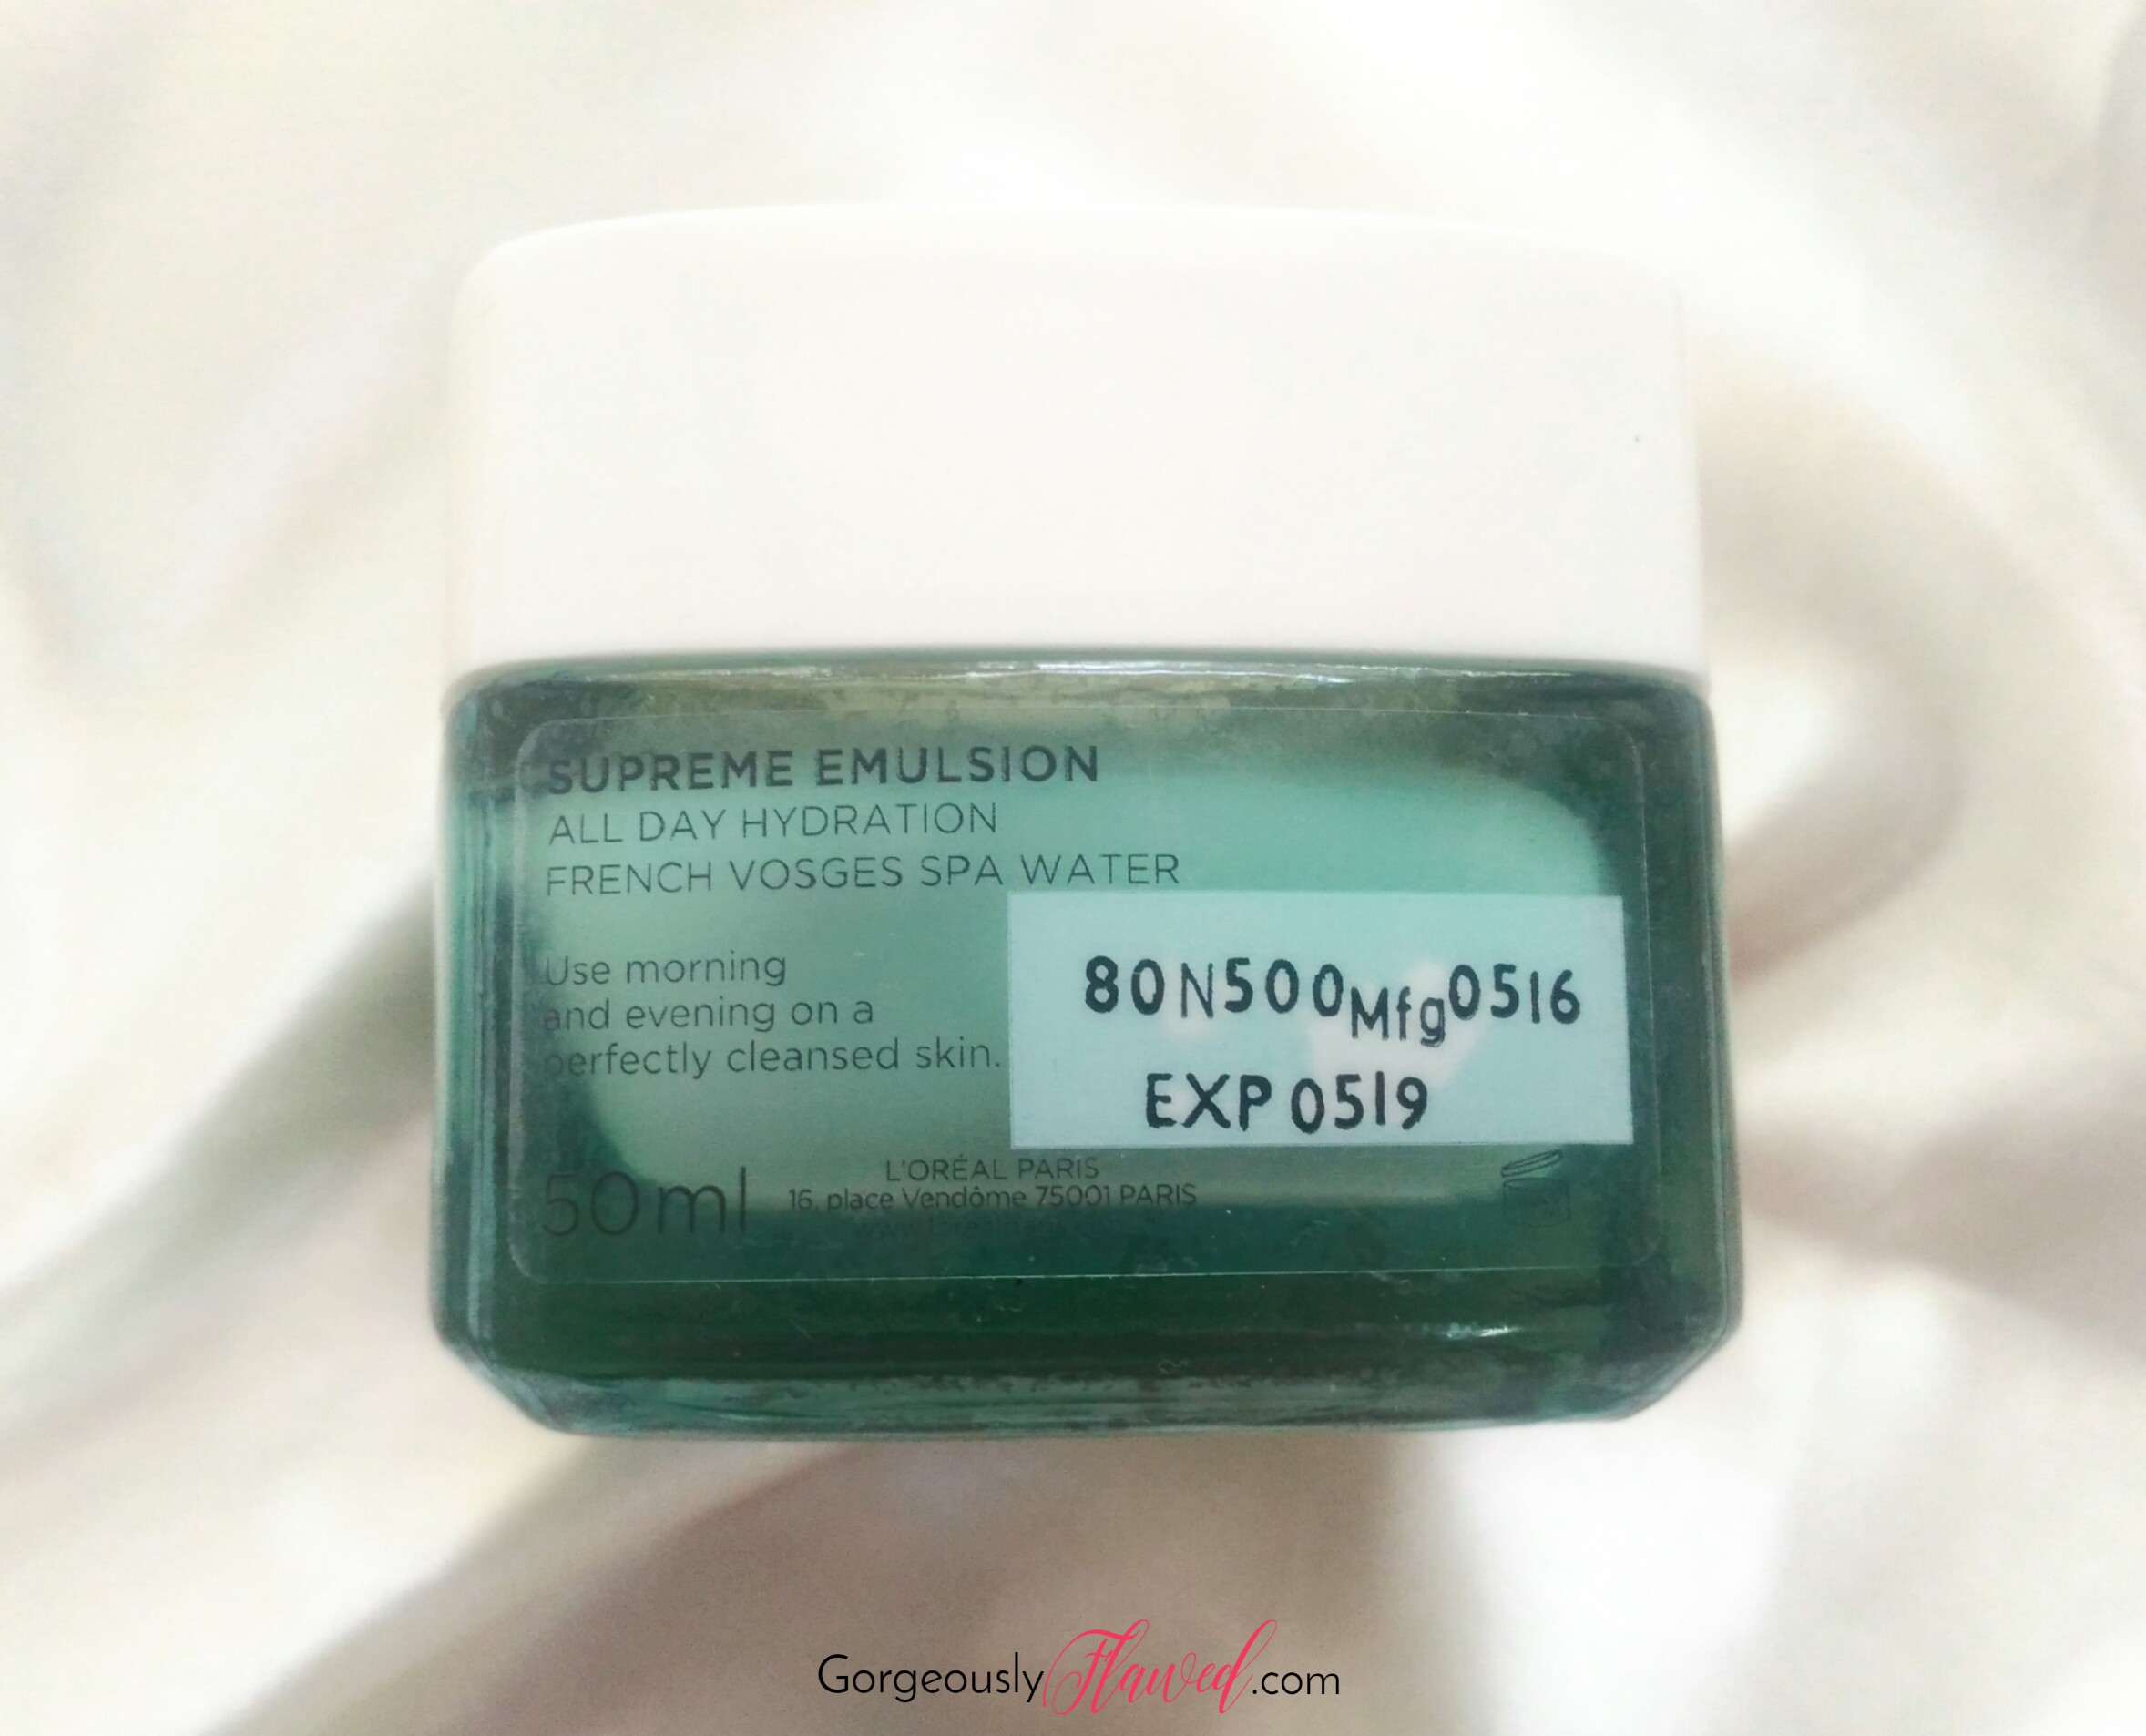 SUPREME EMULSION
ALL DAY HYDRATION
FRENCH VOSGES SPA WATER
Use morning
and evening on a
perfectly cleansed skin.
80N500Mfg0516
EXP 0519
50ml
L'ORÉAL PARIS
16, place Vendôme 75001 PARIS
GorgeouslyFlawed.com